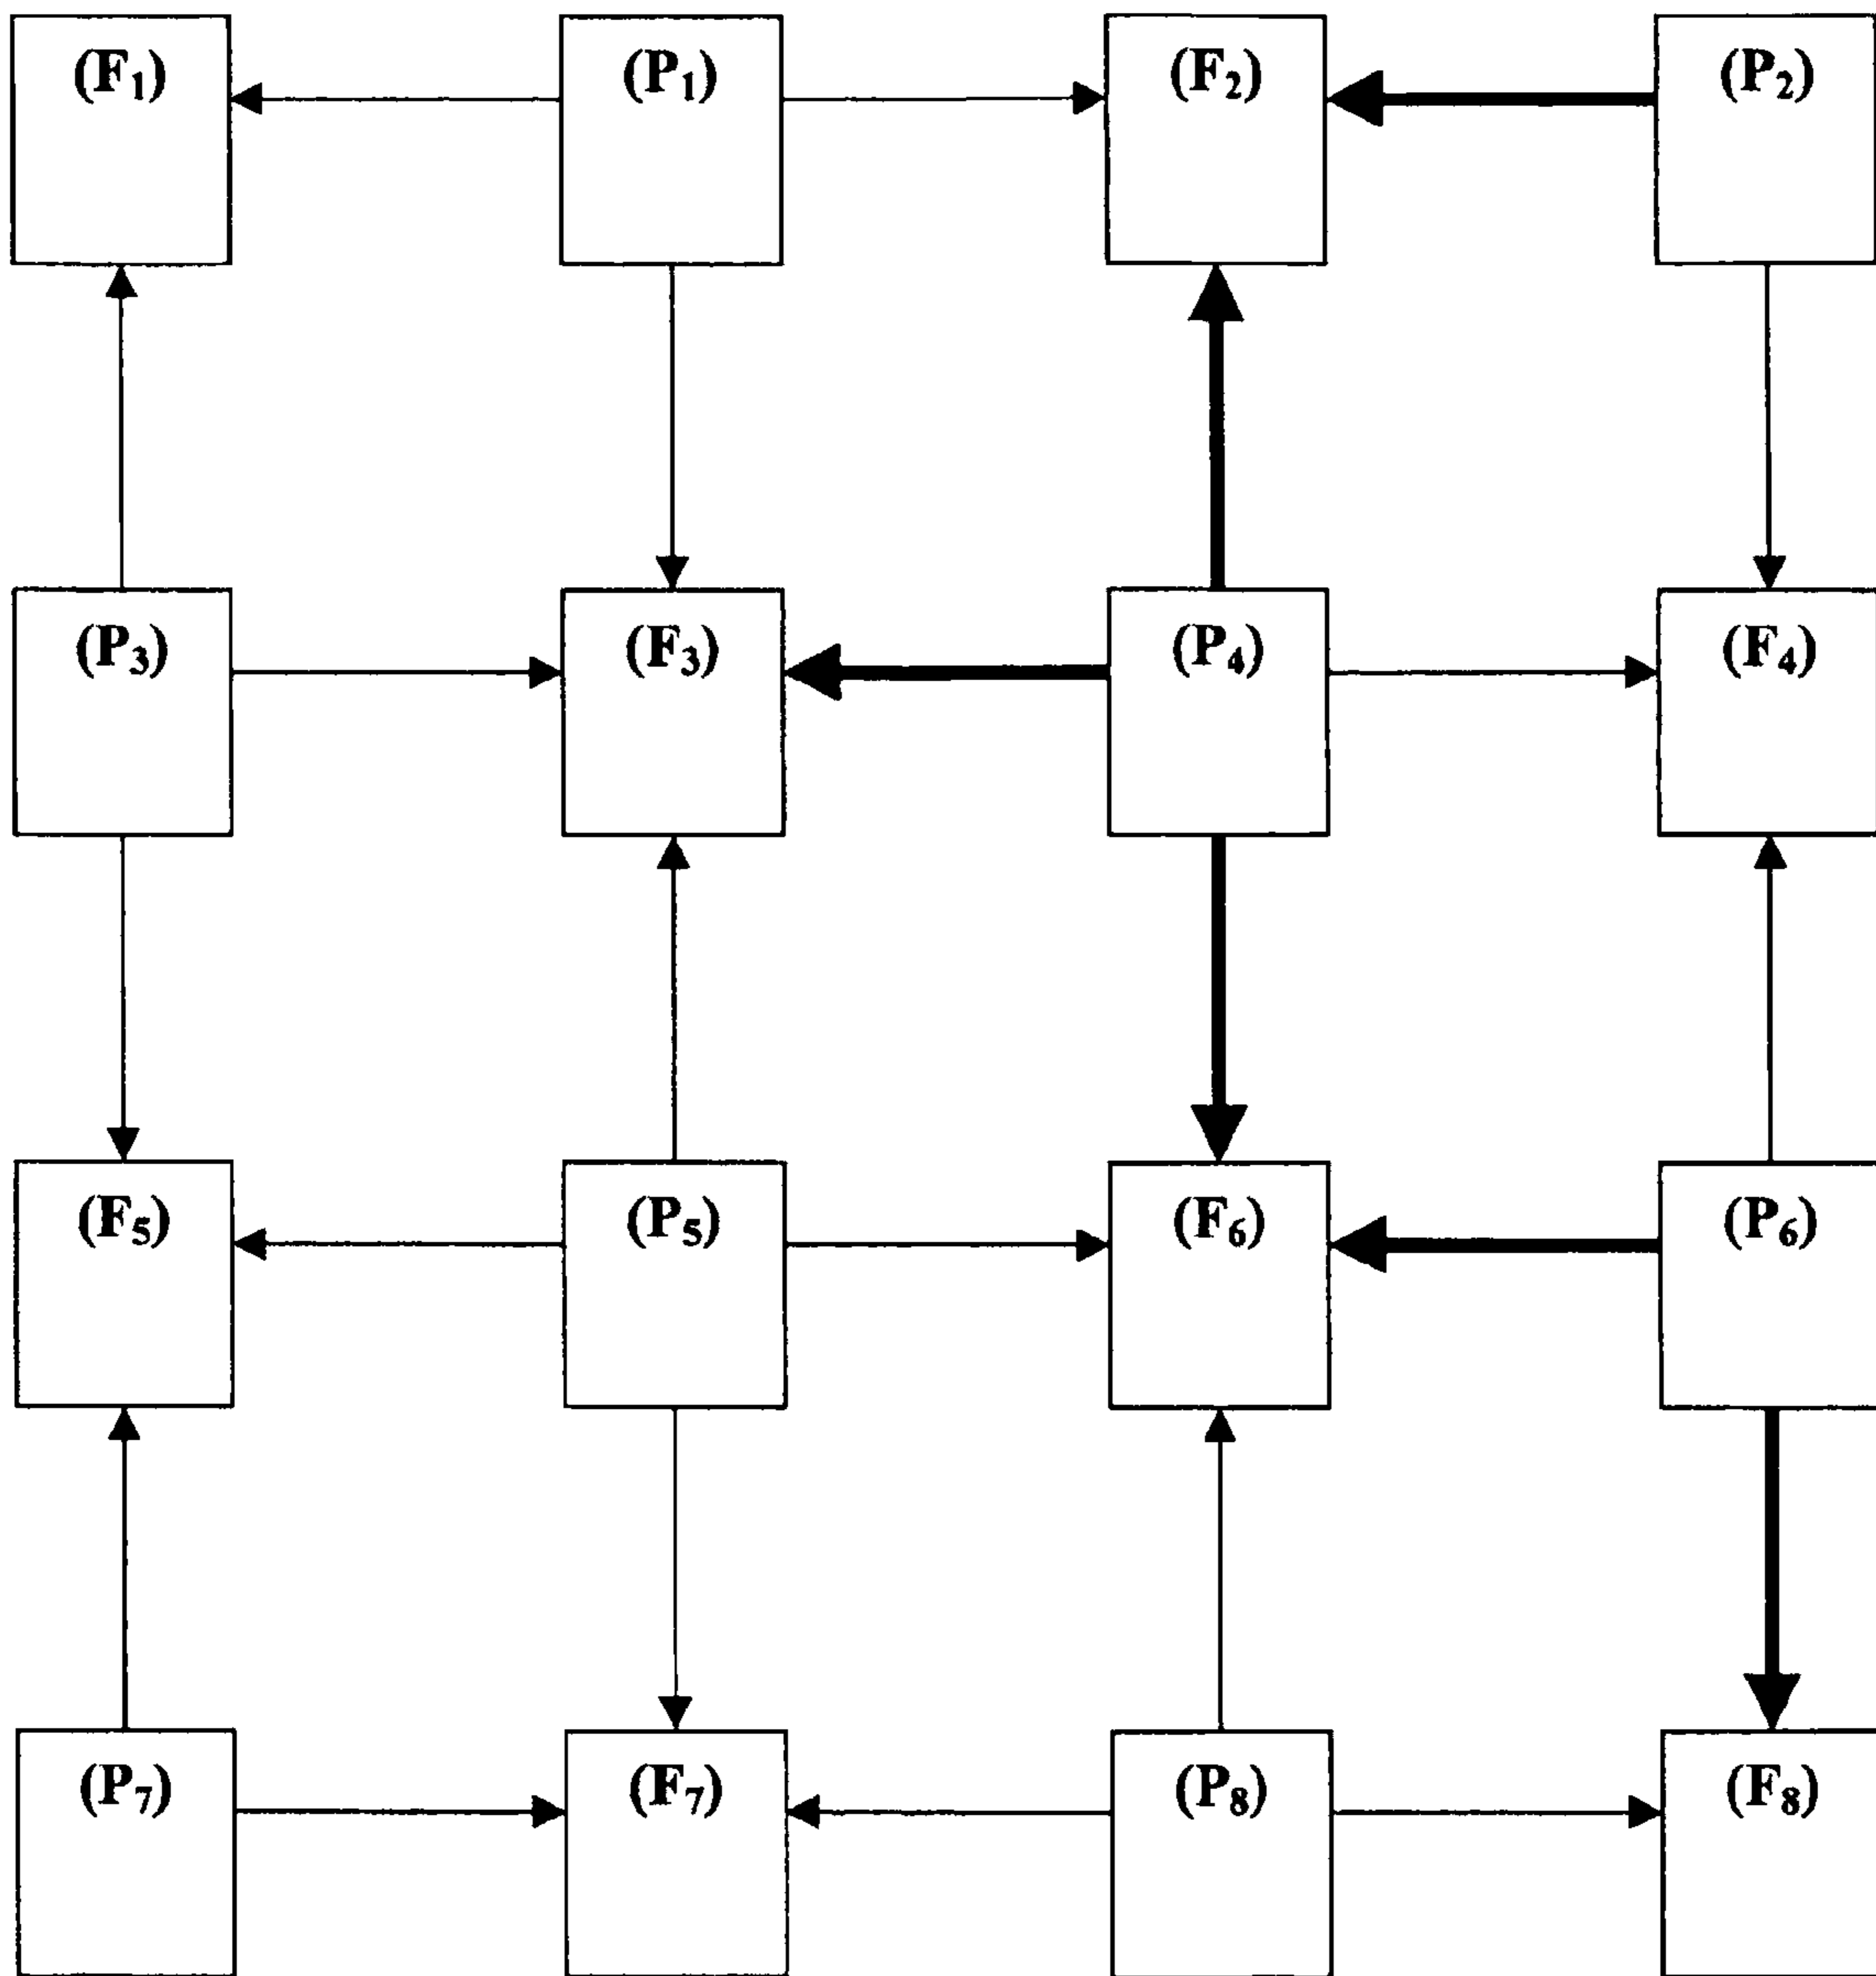 (F₁) (P₁) (F₂) (P₂)
(P₃) (F₃) (P₄) (F₄)
(F₅) (P₅) (F₆) (P₆)
(P₇) (F₇) (P₈) (F₈)